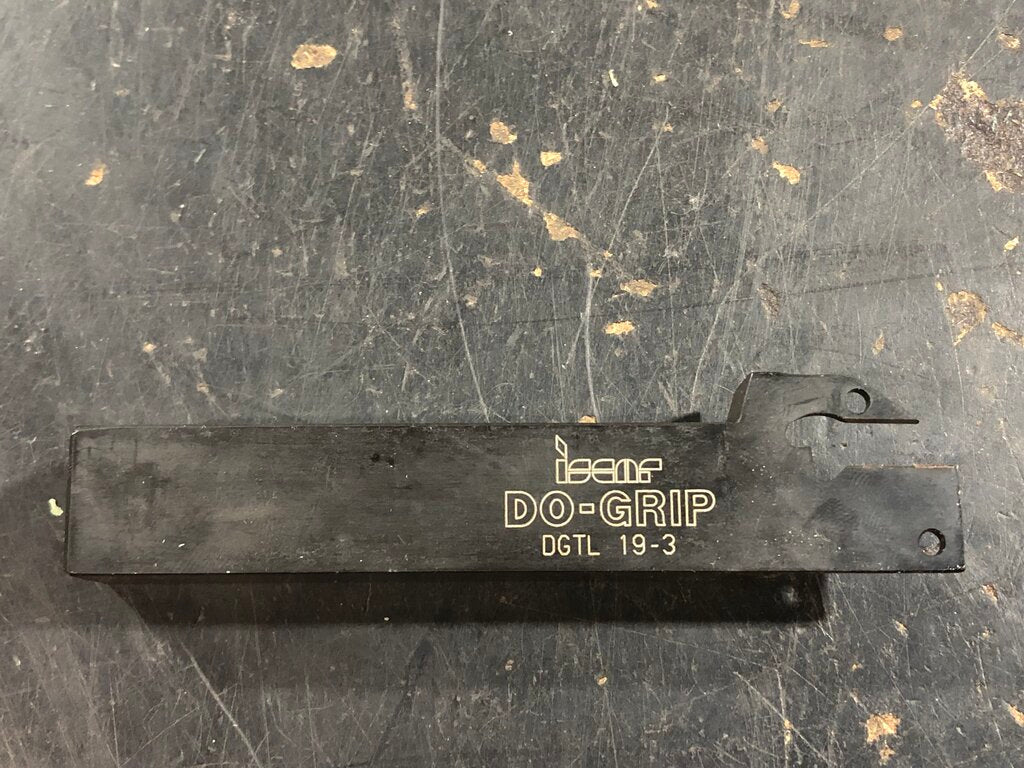 iscar
DO-GRIP
DGTL 19-3